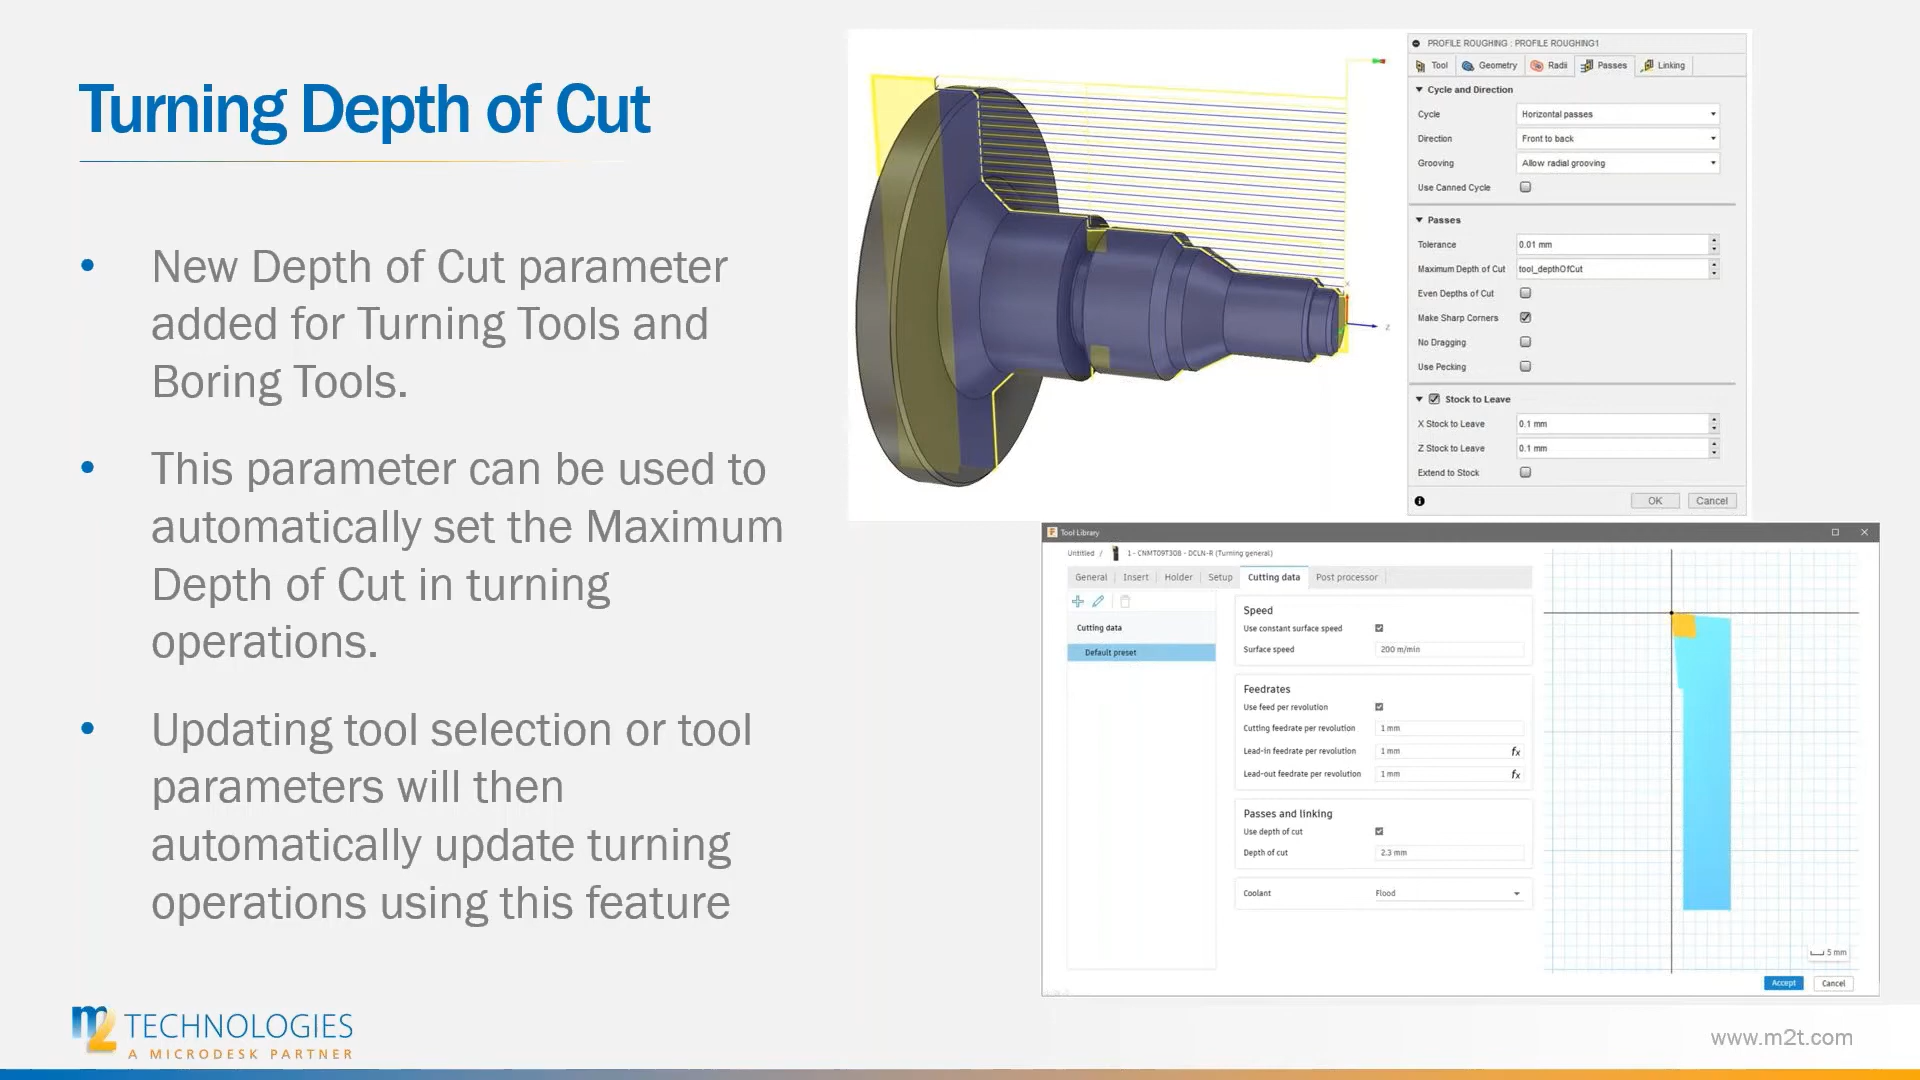 Turning Depth of Cut
• New Depth of Cut parameter
added for Turning Tools and
Boring Tools.
• This parameter can be used to
automatically set the Maximum
Depth of Cut in turning
operations.
• Updating tool selection or tool
parameters will then
automatically update turning
operations using this feature
PROFILE ROUGHING : PROFILE ROUGHING1
Tool Geometry Radii Passes Linking
Cycle and Direction
Cycle Horizontal passes
Direction Front to back
Grooving Allow radial grooving
Use Canned Cycle
Passes
Tolerance 0.01 mm
Maximum Depth of Cut tool_depthOfCut
Even Depths of Cut
Make Sharp Corners
No Dragging
Use Pecking
Stock to Leave
X Stock to Leave 0.1 mm
Z Stock to Leave 0.1 mm
Extend to Stock
OK Cancel
X
Z
Tool Library
Untitled / 1 - CNMT09T308 - DCLN-R (Turning general)
General Insert Holder Setup Cutting data Post processor
Cutting data
Default preset
Speed
Use constant surface speed
Surface speed 200 m/min
Feedrates
Use feed per revolution
Cutting feedrate per revolution 1 mm
Lead-in feedrate per revolution 1 mm fx
Lead-out feedrate per revolution 1 mm fx
Passes and linking
Use depth of cut
Depth of cut 2.3 mm
Coolant Flood
5 mm
Accept Cancel
m2 TECHNOLOGIES
A MICRODESK PARTNER
www.m2t.com